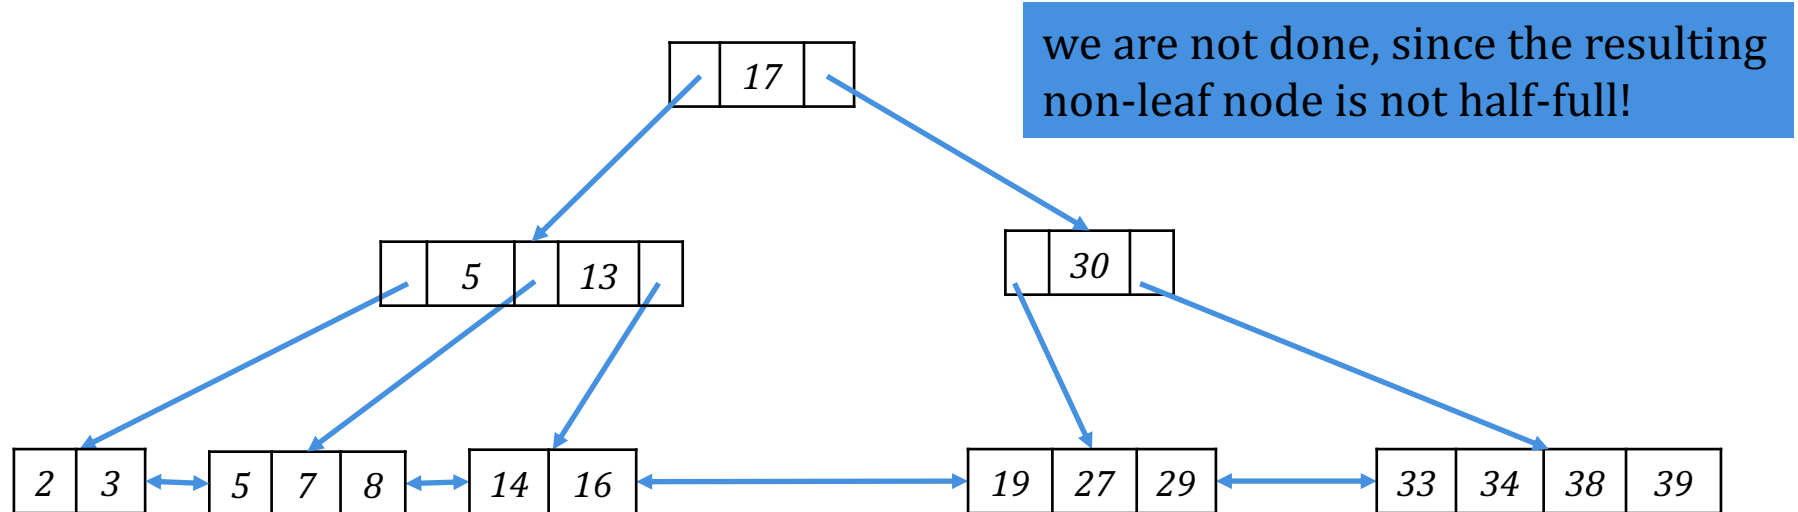 we are not done, since the resulting
non-leaf node is not half-full!
17
5 13
30
2 3
5 7 8
14 16
19 27 29
33 34 38 39